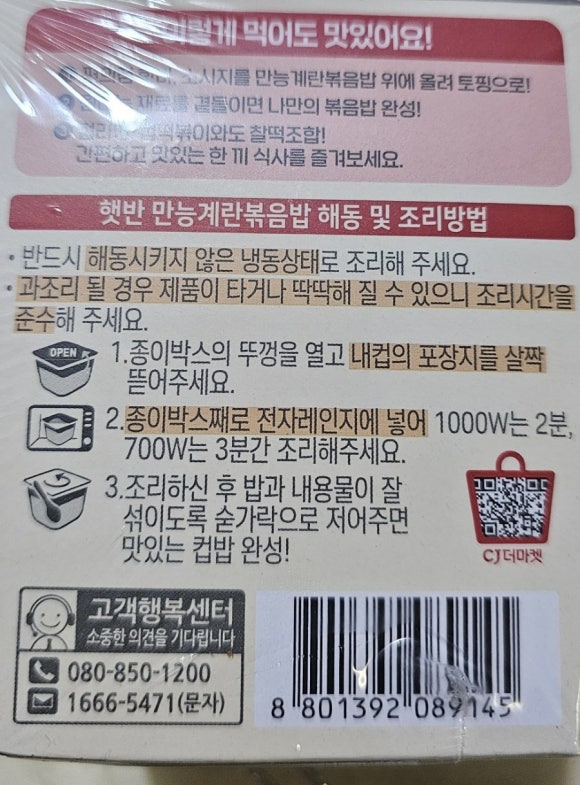 이렇게 먹어도 맛있어요!
소시지를 만능계란볶음밥 위에 올려 토핑으로!
재료를 곁들이면 나만의 볶음밥 완성!
떡볶이와도 찰떡조합!
간편하고 맛있는 한 끼 식사를 즐겨보세요.
햇반 만능계란볶음밥 해동 및 조리방법
· 반드시 해동시키지 않은 냉동상태로 조리해 주세요.
· 과조리 될 경우 제품이 타거나 딱딱해 질 수 있으니 조리시간을
준수해 주세요.
OPEN
1.종이박스의 뚜껑을 열고 내컵의 포장지를 살짝
뜯어주세요.
2.종이박스째로 전자레인지에 넣어 1000W는 2분,
700W는 3분간 조리해주세요.
3.조리하신 후 밥과 내용물이 잘
섞이도록 숟가락으로 저어주면
맛있는 컵밥 완성!
CJ더마켓
고객행복센터
소중한 의견을 기다립니다
080-850-1200
1666-5471(문자)
8 801392 089145